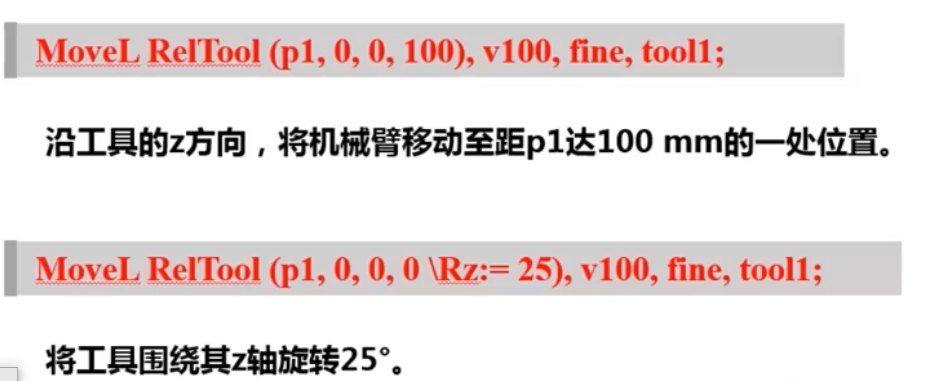 MoveL RelTool (p1, 0, 0, 100), v100, fine, tool1;
沿工具的z方向，将机械臂移动至距p1达100 mm的一处位置。
MoveL RelTool (p1, 0, 0, 0 \Rz:= 25), v100, fine, tool1;
将工具围绕其z轴旋转25°。